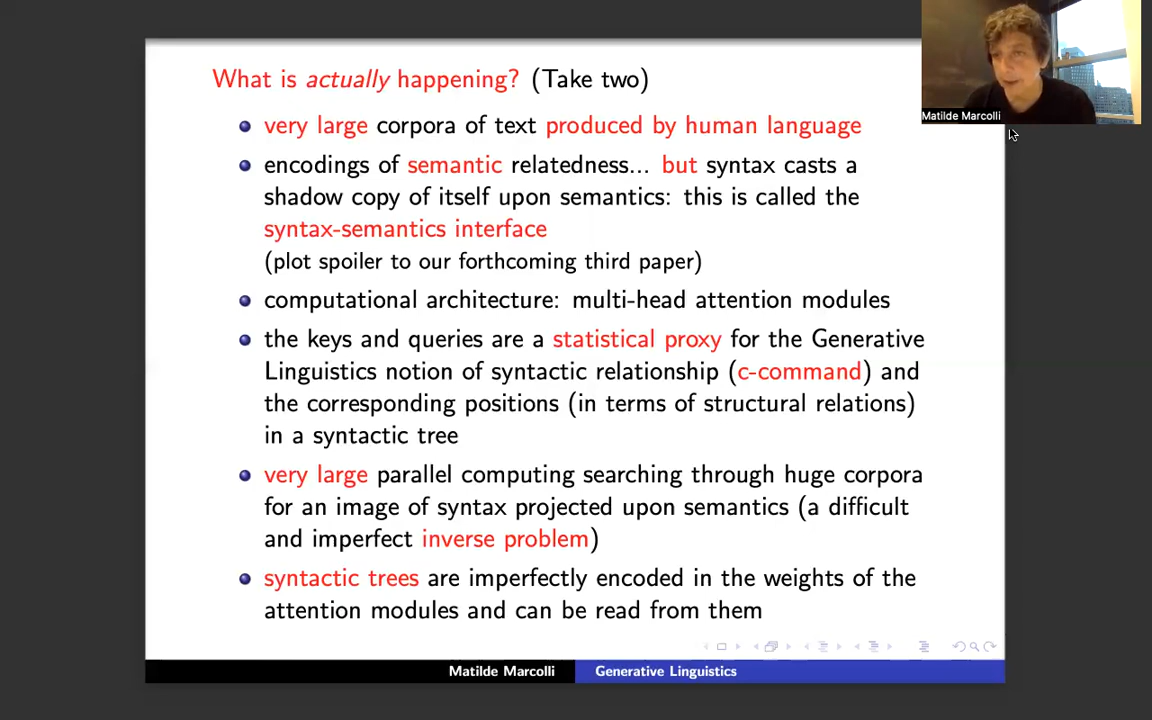 What is actually happening? (Take two)
very large corpora of text produced by human language
encodings of semantic relatedness... but syntax casts a
shadow copy of itself upon semantics: this is called the
syntax-semantics interface
(plot spoiler to our forthcoming third paper)
computational architecture: multi-head attention modules
the keys and queries are a statistical proxy for the Generative
Linguistics notion of syntactic relationship (c-command) and
the corresponding positions (in terms of structural relations)
in a syntactic tree
very large parallel computing searching through huge corpora
for an image of syntax projected upon semantics (a difficult
and imperfect inverse problem)
syntactic trees are imperfectly encoded in the weights of the
attention modules and can be read from them
Matilde Marcolli
Matilde Marcolli
Generative Linguistics